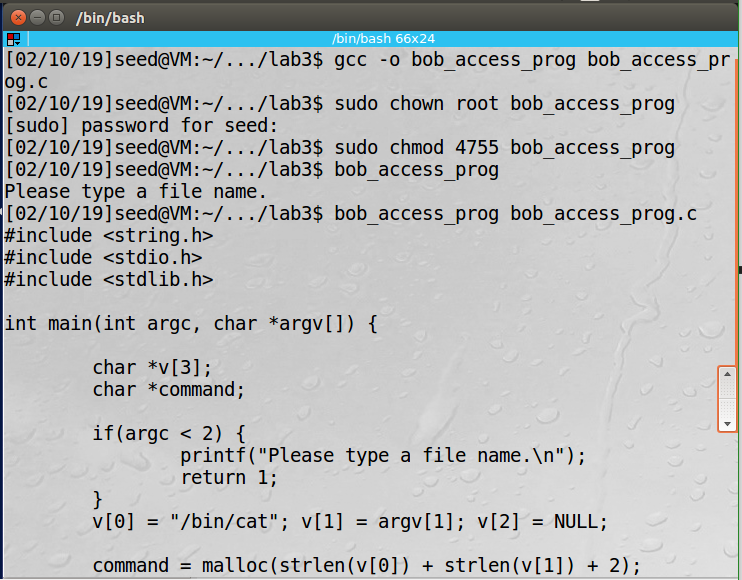 /bin/bash
/bin/bash 66x24
[02/10/19]seed@VM:~/.../lab3$ gcc -o bob_access_prog bob_access_pr
og.c
[02/10/19]seed@VM:~/.../lab3$ sudo chown root bob_access_prog
[sudo] password for seed:
[02/10/19]seed@VM:~/.../lab3$ sudo chmod 4755 bob_access_prog
[02/10/19]seed@VM:~/.../lab3$ bob_access_prog
Please type a file name.
[02/10/19]seed@VM:~/.../lab3$ bob_access_prog bob_access_prog.c
#include <string.h>
#include <stdio.h>
#include <stdlib.h>

int main(int argc, char *argv[]) {

        char *v[3];
        char *command;

        if(argc < 2) {
                printf("Please type a file name.\n");
                return 1;
        }
        v[0] = "/bin/cat"; v[1] = argv[1]; v[2] = NULL;

        command = malloc(strlen(v[0]) + strlen(v[1]) + 2);